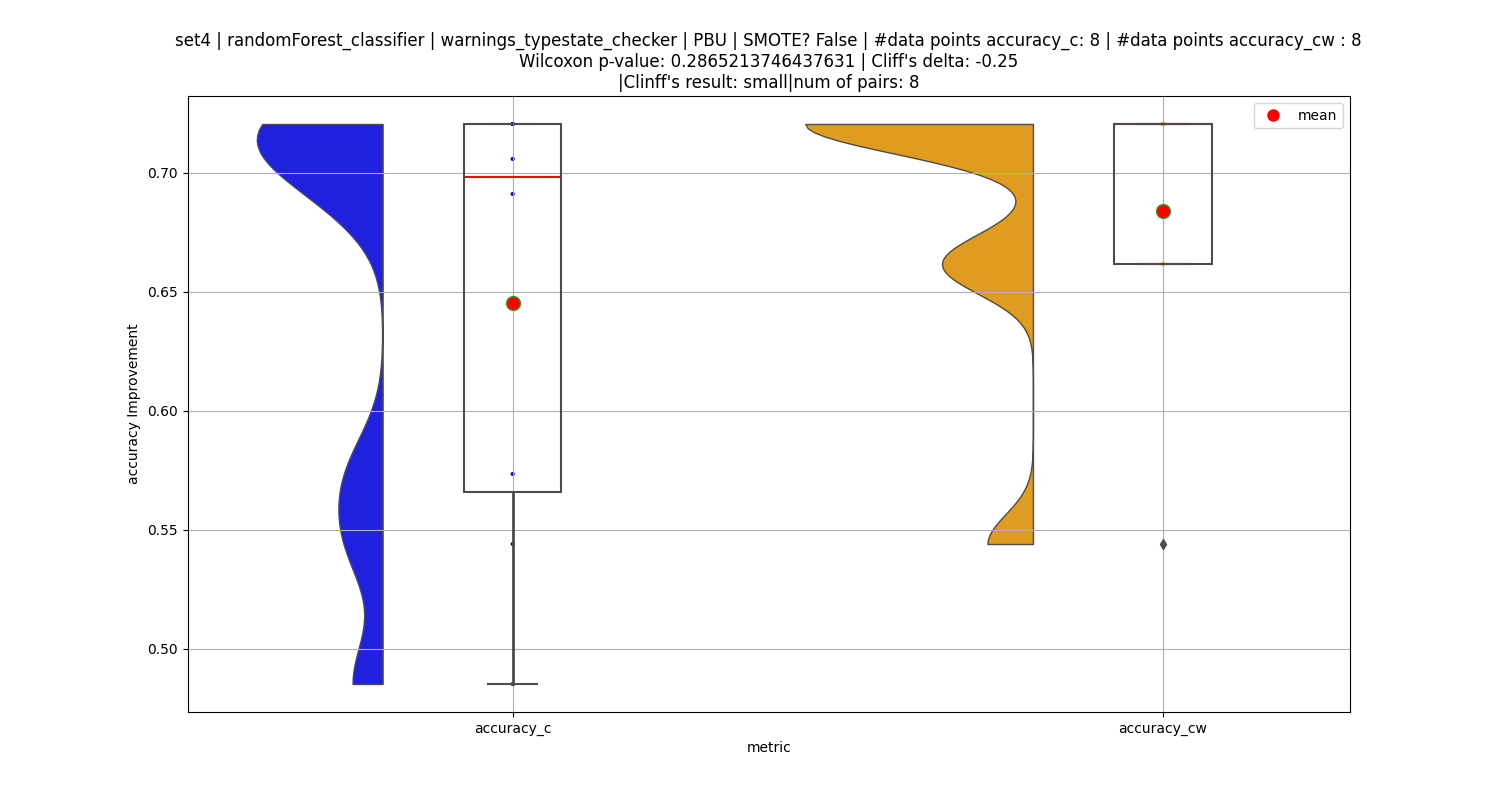 set4 | randomForest_classifier | warnings_typestate_checker | PBU | SMOTE? False | #data points accuracy_c: 8 | #data points accuracy_cw : 8
Wilcoxon p-value: 0.2865213746437631 | Cliff's delta: -0.25
|Clinff's result: small|num of pairs: 8
mean
0.70
0.65
0.60
0.55
0.50
accuracy Improvement
accuracy_c
accuracy_cw
metric